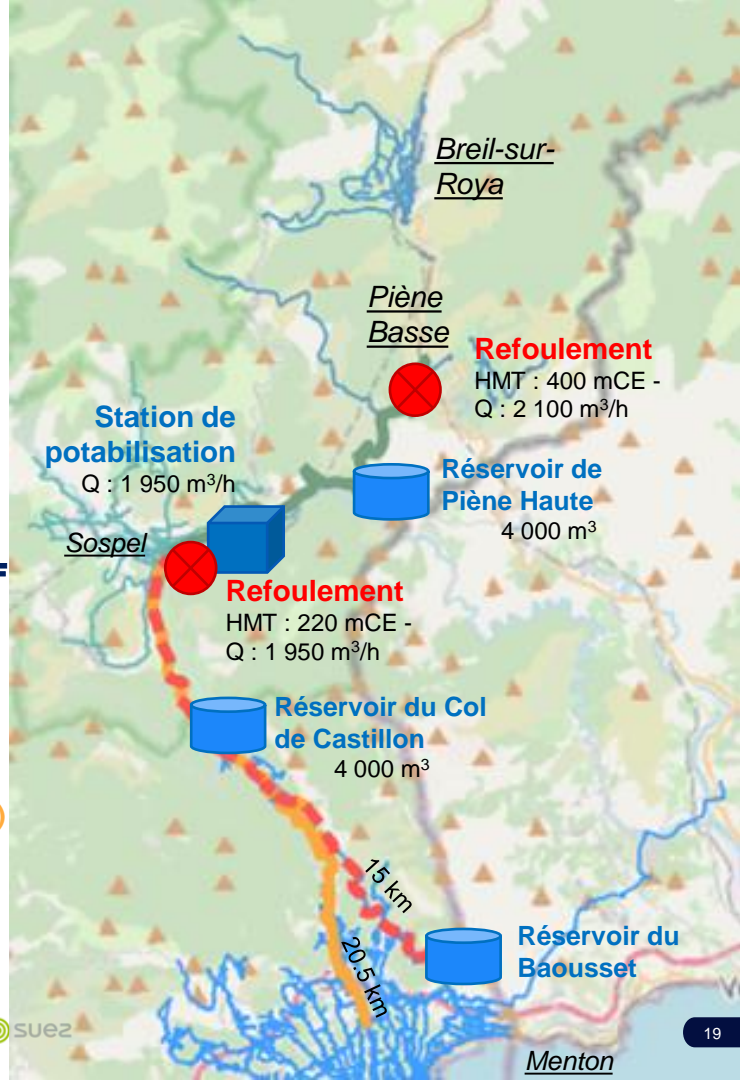 Breil-sur-
Roya
Piène
Basse
Refoulement
HMT : 400 mCE -
Q : 2 100 m³/h
Station de
potabilisation
Q : 1 950 m³/h
Réservoir de
Piène Haute
4 000 m³
Sospel
Refoulement
HMT : 220 mCE -
Q : 1 950 m³/h
Réservoir du Col
de Castillon
4 000 m³
15 km
20.5 km
Réservoir du
Baousset
suez
19
Menton